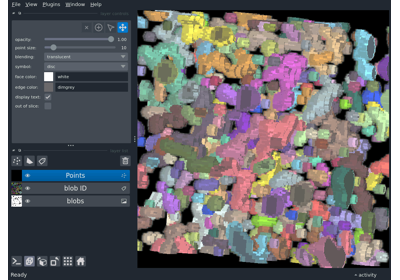 File View Plugins Window Help
opacity: 1.00
point size: 10
blending: translucent
symbol: disc
face color: white
edge color: dimgrey
display text: ✓
out of slice:
Points
blob ID
blobs
Ready
activity